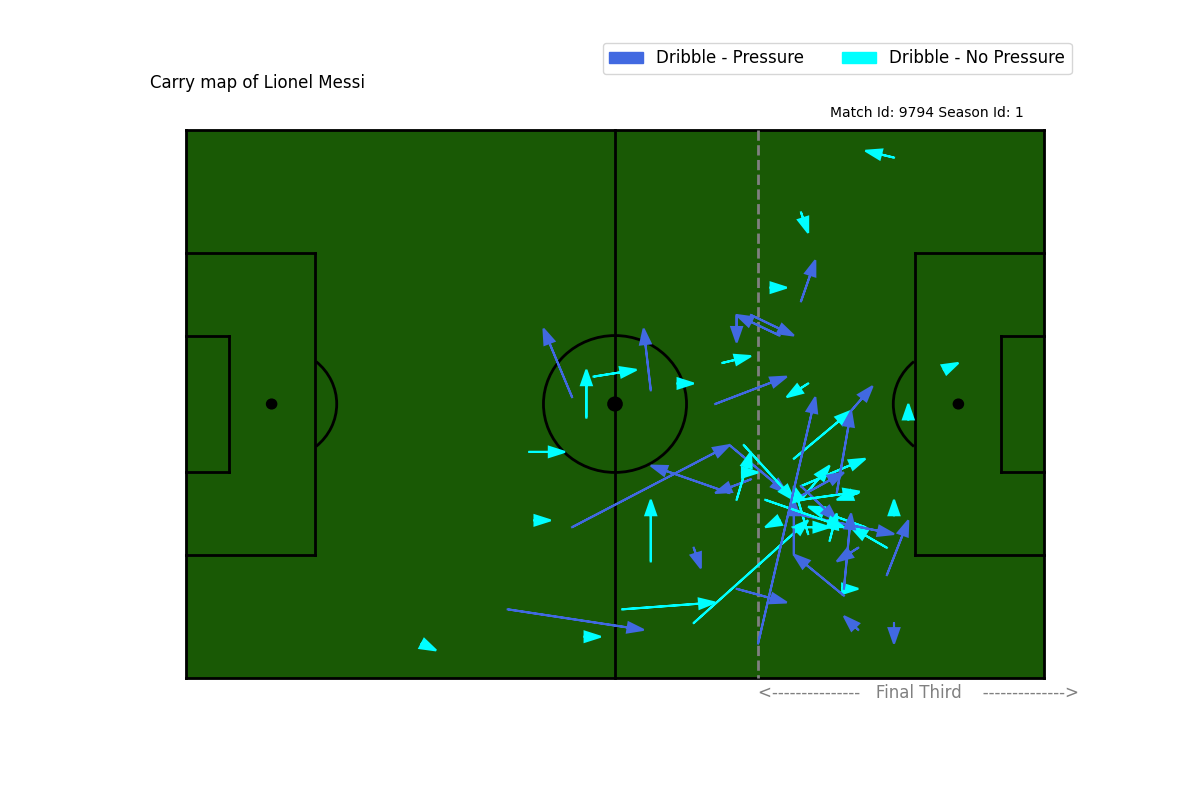 Dribble - Pressure
Dribble - No Pressure
Carry map of Lionel Messi
Match Id: 9794 Season Id: 1
<--------------- Final Third -------------->